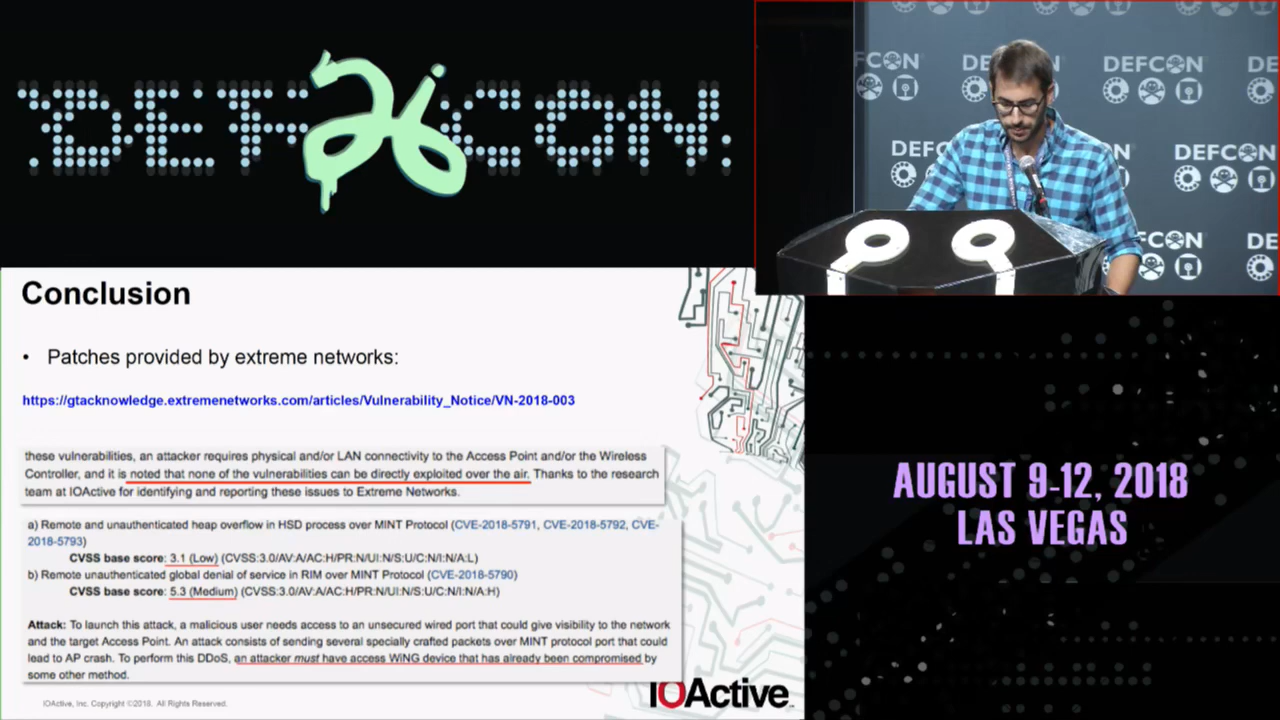 DEFCON 26
DEFCON
DEFCON
DEFCON
DEFCON
DEFCON
Conclusion
• Patches provided by extreme networks:
https://gtacknowledge.extremenetworks.com/articles/Vulnerability_Notice/VN-2018-003
these vulnerabilities, an attacker requires physical and/or LAN connectivity to the Access Point and/or the Wireless
Controller, and it is noted that none of the vulnerabilities can be directly exploited over the air. Thanks to the research
team at IOActive for identifying and reporting these issues to Extreme Networks.
a) Remote and unauthenticated heap overflow in HSD process over MINT Protocol (CVE-2018-5791, CVE-2018-5792, CVE-
2018-5793)
CVSS base score: 3.1 (Low) (CVSS:3.0/AV:A/AC:H/PR:N/UI:N/S:U/C:N/I:N/A:L)
b) Remote unauthenticated global denial of service in RIM over MINT Protocol (CVE-2018-5790)
CVSS base score: 5.3 (Medium) (CVSS:3.0/AV:A/AC:H/PR:N/UI:N/S:U/C:N/I:N/A:H)
Attack: To launch this attack, a malicious user needs access to an unsecured wired port that could give visibility to the network
and the target Access Point. An attack consists of sending several specially crafted packets over MINT protocol port that could
lead to AP crash. To perform this DDoS, an attacker must have access WiNG device that has already been compromised by
some other method.
IOActive, Inc. Copyright ©2018. All Rights Reserved.
IOActive
AUGUST 9-12, 2018
LAS VEGAS